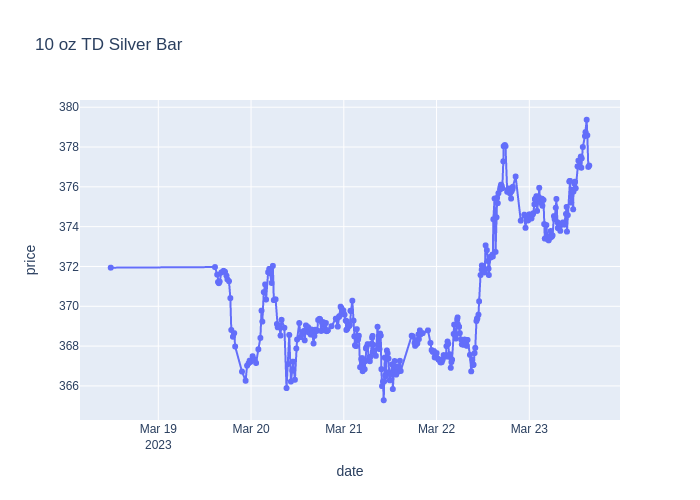 10 oz TD Silver Bar
380
378
376
374
372
370
368
366
price
Mar 19
2023
Mar 20
Mar 21
Mar 22
Mar 23
date